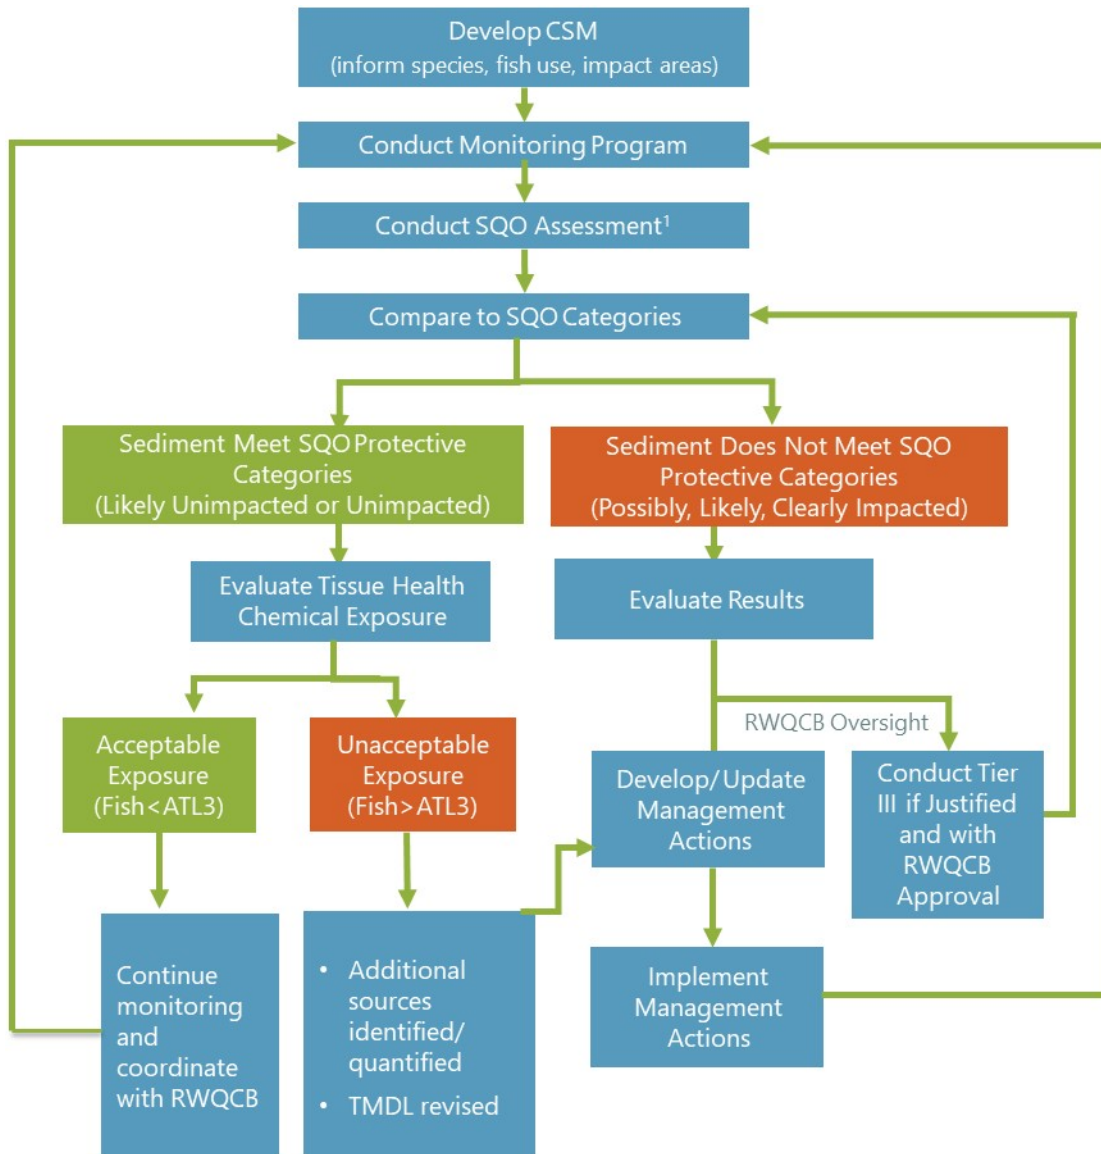 Develop CSM
(inform species, fish use, impact areas)
Conduct Monitoring Program
Conduct SQO Assessment¹
Compare to SQO Categories
Sediment Meet SQO Protective
Categories
(Likely Unimpacted or Unimpacted)
Sediment Does Not Meet SQO
Protective Categories
(Possibly, Likely, Clearly Impacted)
Evaluate Tissue Health
Chemical Exposure
Evaluate Results
Acceptable
Exposure
(Fish<ATL3)
Unacceptable
Exposure
(Fish>ATL3)
RWQCB Oversight
Develop/Update
Management
Actions
Conduct Tier
III if Justified
and with
RWQCB
Approval
Continue
monitoring
and
coordinate
with RWQCB
• Additional
sources
identified/
quantified
• TMDL revised
Implement
Management
Actions